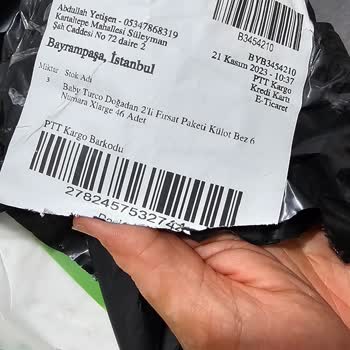 Abdullah Yetişen - 05347868319
Kartaltepe Mahallesi Süleyman
Şah Caddesi No 72 daire 2
Bayrampaşa, İstanbul
B3454210
BYB3454210
21 Kasım 2023 - 10:37
PTT Kargo
Kredi Kartı
E-Ticaret
Miktar Stok Adı
3 Baby Turco Doğadan 2'li Fırsat Paketi Külot Bez 6
Numara Xlarge 46 Adet
PTT Kargo Barkodu
2782457532744